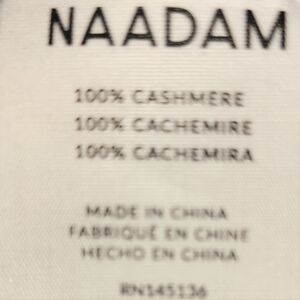 NAADAM
100% CASHMERE
100% CACHEMIRE
100% CACHEMIRA
MADE IN CHINA
FABRIQUÉ EN CHINE
HECHO EN CHINA
RN145136